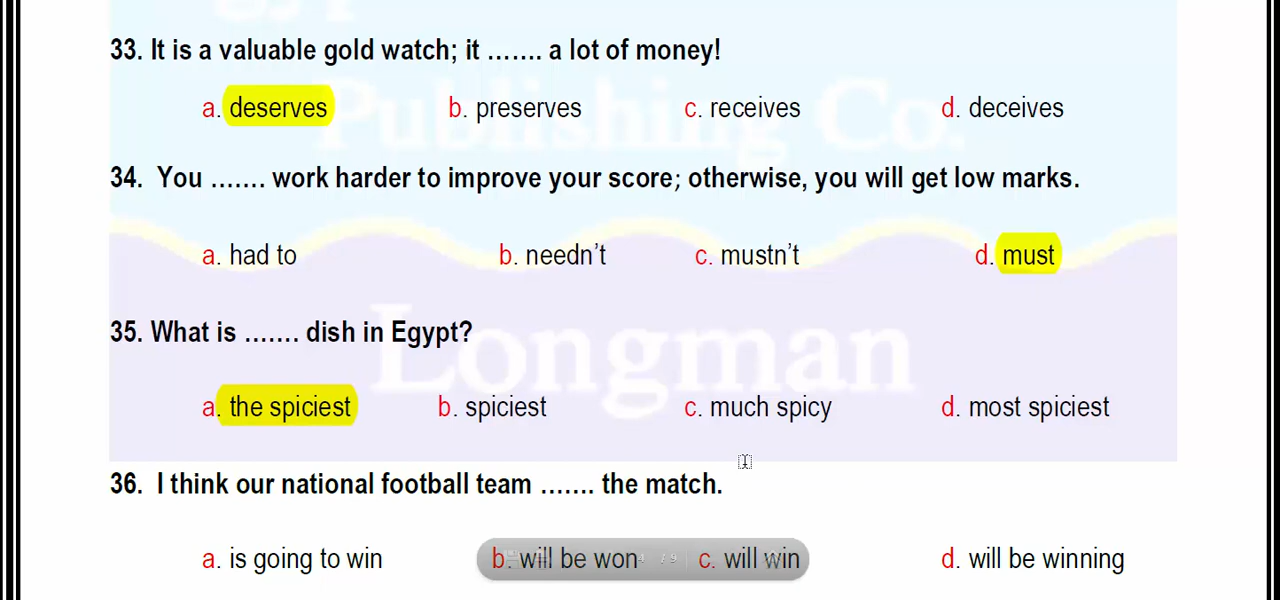 Publishing Co.
33. It is a valuable gold watch; it ……. a lot of money!
a. deserves b. preserves c. receives d. deceives
34. You ……. work harder to improve your score; otherwise, you will get low marks.
a. had to b. needn’t c. mustn’t d. must
35. What is ……. dish in Egypt?
Longman
a. the spiciest b. spiciest c. much spicy d. most spiciest
36. I think our national football team ……. the match.
a. is going to win b. will be won c. will win d. will be winning